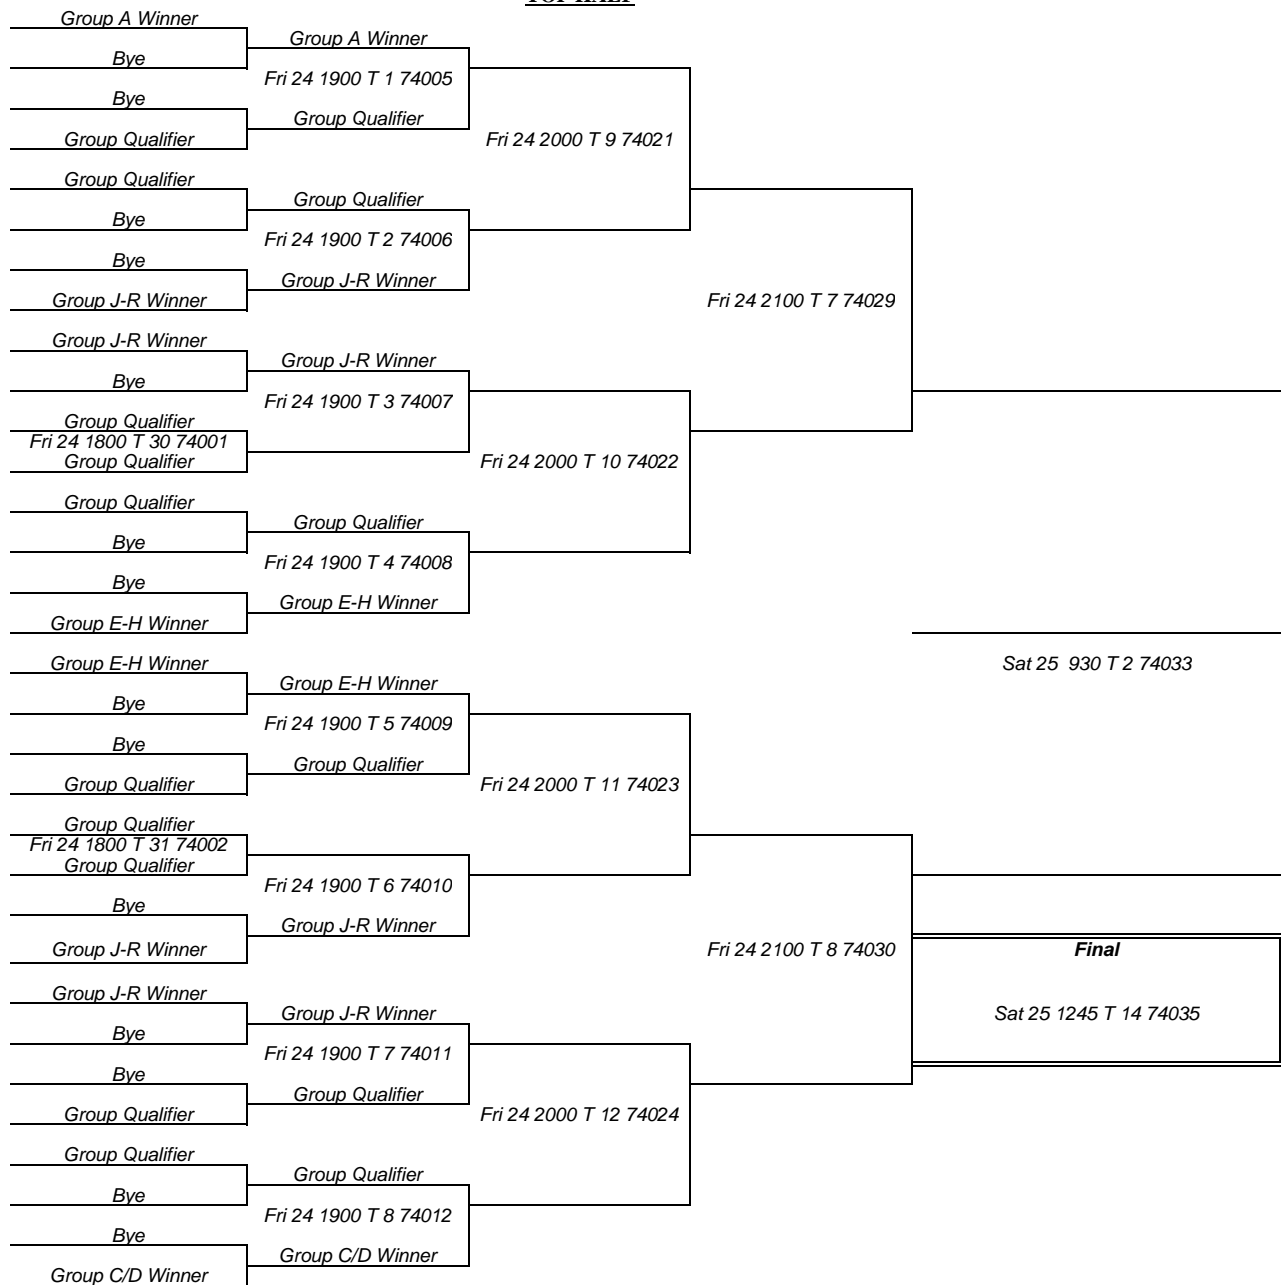 Group A Winner
Bye
Bye
Group Qualifier
Group Qualifier
Bye
Bye
Group J-R Winner
Group J-R Winner
Bye
Group Qualifier
Fri 24 1800 T 30 74001
Group Qualifier
Group Qualifier
Bye
Bye
Group E-H Winner
Group E-H Winner
Bye
Bye
Group Qualifier
Group Qualifier
Fri 24 1800 T 31 74002
Group Qualifier
Bye
Group J-R Winner
Group J-R Winner
Bye
Bye
Group Qualifier
Group Qualifier
Bye
Bye
Group C/D Winner
Group A Winner
Fri 24 1900 T 1 74005
Group Qualifier
Group Qualifier
Fri 24 1900 T 2 74006
Group J-R Winner
Group J-R Winner
Fri 24 1900 T 3 74007
Group Qualifier
Fri 24 1900 T 4 74008
Group E-H Winner
Group E-H Winner
Fri 24 1900 T 5 74009
Group Qualifier
Fri 24 1900 T 6 74010
Group J-R Winner
Group J-R Winner
Fri 24 1900 T 7 74011
Group Qualifier
Group Qualifier
Fri 24 1900 T 8 74012
Group C/D Winner
Fri 24 2000 T 9 74021
Fri 24 2000 T 10 74022
Fri 24 2000 T 11 74023
Fri 24 2000 T 12 74024
Fri 24 2100 T 7 74029
Fri 24 2100 T 8 74030
Sat 25 930 T 2 74033
Final
Sat 25 1245 T 14 74035